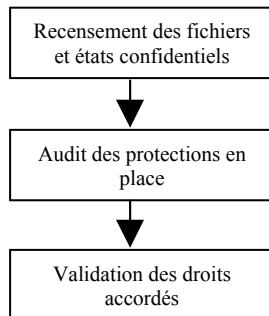 Recensement des fichiers
et états confidentiels
Audit des protections en
place
Validation des droits
accordés